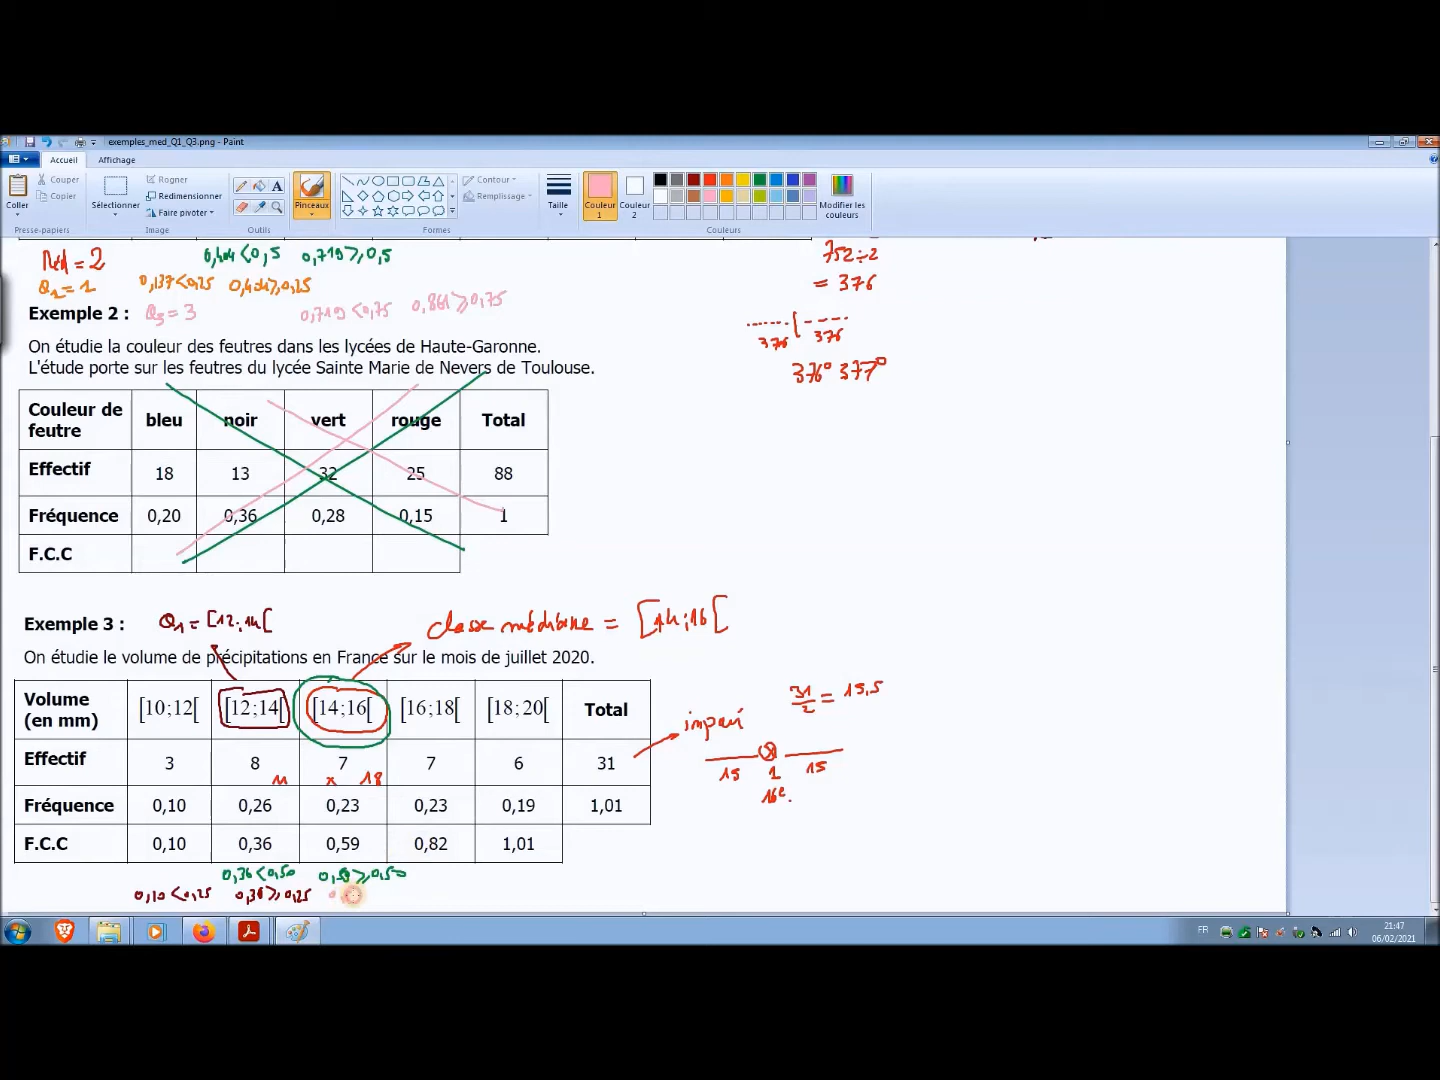 exemples_med_Q1_Q3.png - Paint
Accueil Affichage
Coller
Couper
Copier
Presse-papiers
Sélectionner
Rogner
Redimensionner
Faire pivoter
Image
Outils
Pinceaux
Contour
Remplissage
Formes
Taille
Couleur 1
Couleur 2
Modifier les couleurs
Couleurs
Méd = 2
0,404 < 0,5 0,719 ≥ 0,5
Q1 = 1 0,137 < 0,25 0,404 ≥ 0,25
Exemple 2 : Q3 = 3 0,719 < 0,75 0,861 ≥ 0,75
752 ÷ 2
= 376
376 376
376° 377°
On étudie la couleur des feutres dans les lycées de Haute-Garonne.
L'étude porte sur les feutres du lycée Sainte Marie de Nevers de Toulouse.
Couleur de feutre bleu noir vert rouge Total
Effectif 18 13 32 25 88
Fréquence 0,20 0,36 0,28 0,15 1
F.C.C
Exemple 3 : Q1 = [12;14[ classe médiane = [14;16[
On étudie le volume de précipitations en France sur le mois de juillet 2020.
Volume (en mm) [10;12[ [12;14[ [14;16[ [16;18[ [18;20[ Total
Effectif 3 8 7 7 6 31
11 x 18
Fréquence 0,10 0,26 0,23 0,23 0,19 1,01
F.C.C 0,10 0,36 0,59 0,82 1,01
0,36 < 0,50 0,59 ≥ 0,50
0,10 < 0,25 0,36 ≥ 0,25
31/2 = 15,5
impair
15 1 15
16e.
FR
21:47
06/02/2021